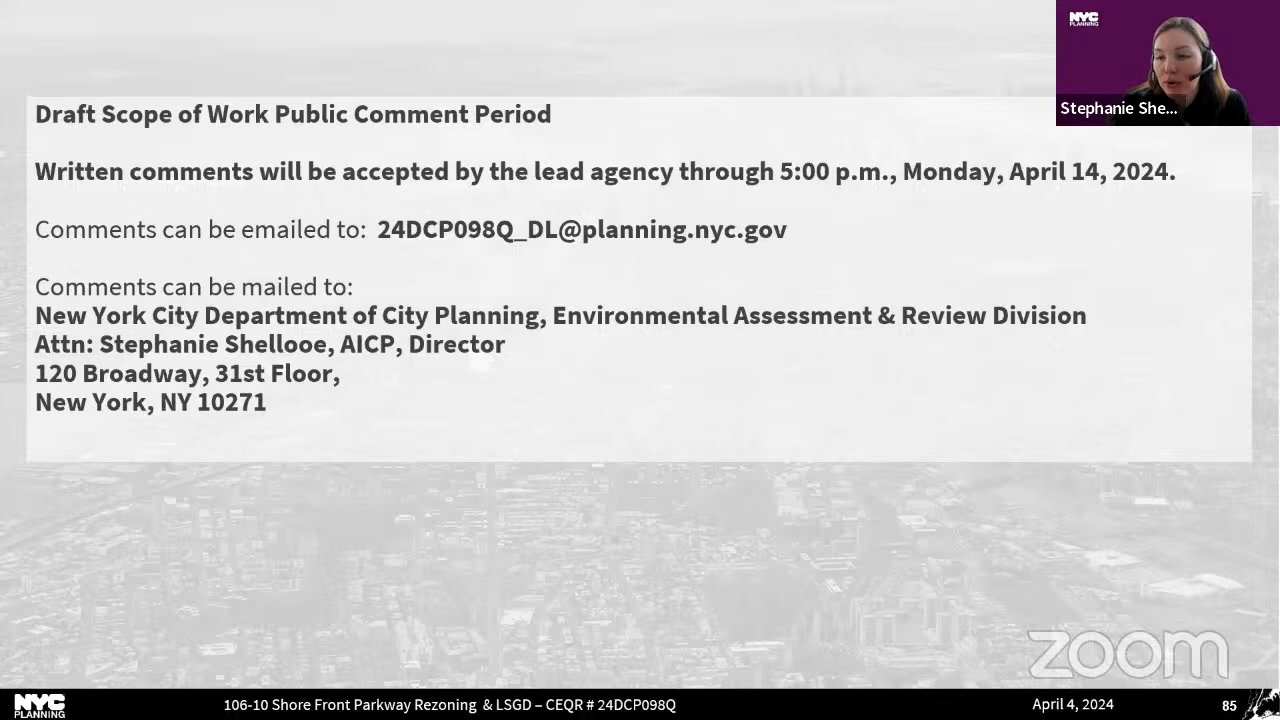 NYC
PLANNING
Stephanie She...
Draft Scope of Work Public Comment Period
Written comments will be accepted by the lead agency through 5:00 p.m., Monday, April 14, 2024.
Comments can be emailed to: 24DCP098Q_DL@planning.nyc.gov
Comments can be mailed to:
New York City Department of City Planning, Environmental Assessment & Review Division
Attn: Stephanie Shellooe, AICP, Director
120 Broadway, 31st Floor,
New York, NY 10271
zoom
NYC
PLANNING
106-10 Shore Front Parkway Rezoning & LSGD – CEQR # 24DCP098Q
April 4, 2024
85